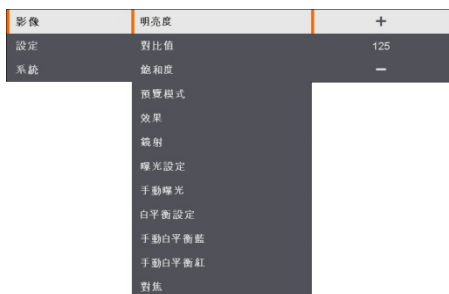 影像
設定
系統
明亮度
對比值
飽和度
預覽模式
效果
鏡射
曝光設定
手動曝光
白平衡設定
手動白平衡藍
手動白平衡紅
對焦
+
125
−